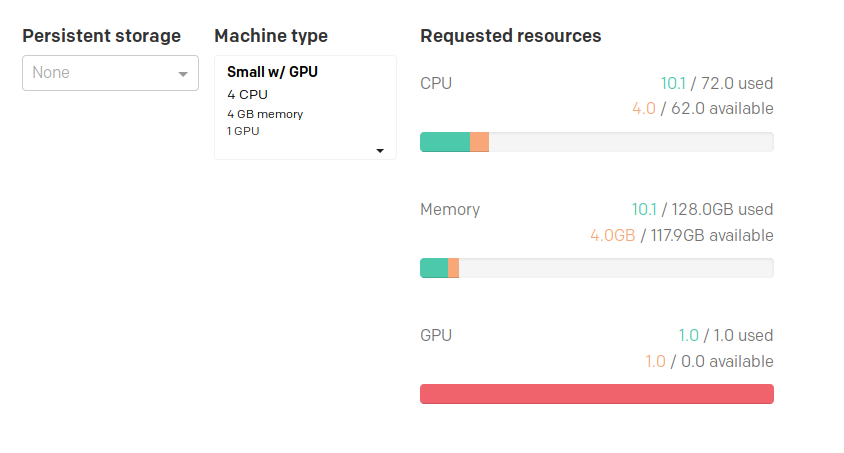 Persistent storage
None
Machine type
Small w/ GPU
4 CPU
4 GB memory
1 GPU
Requested resources
CPU
10.1 / 72.0 used
4.0 / 62.0 available
Memory
10.1 / 128.0GB used
4.0GB / 117.9GB available
GPU
1.0 / 1.0 used
1.0 / 0.0 available